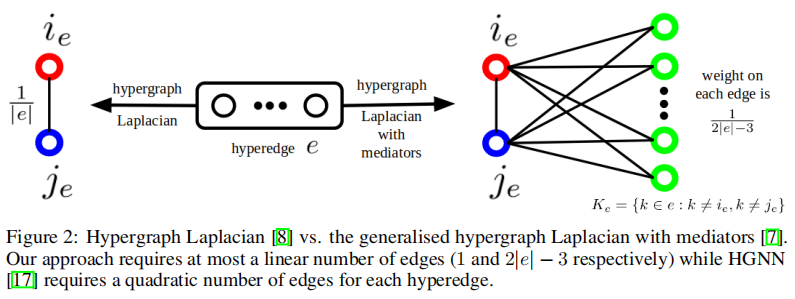 i_e
j_e
1
|e|
hypergraph
Laplacian
hyperedge e
hypergraph
Laplacian
with
mediators
i_e
j_e
weight on
each edge is
1
2|e|−3
K_e = {k ∈ e : k ≠ i_e, k ≠ j_e}
Figure 2: Hypergraph Laplacian [8] vs. the generalised hypergraph Laplacian with mediators [7].
Our approach requires at most a linear number of edges (1 and 2|e| − 3 respectively) while HGNN
[17] requires a quadratic number of edges for each hyperedge.